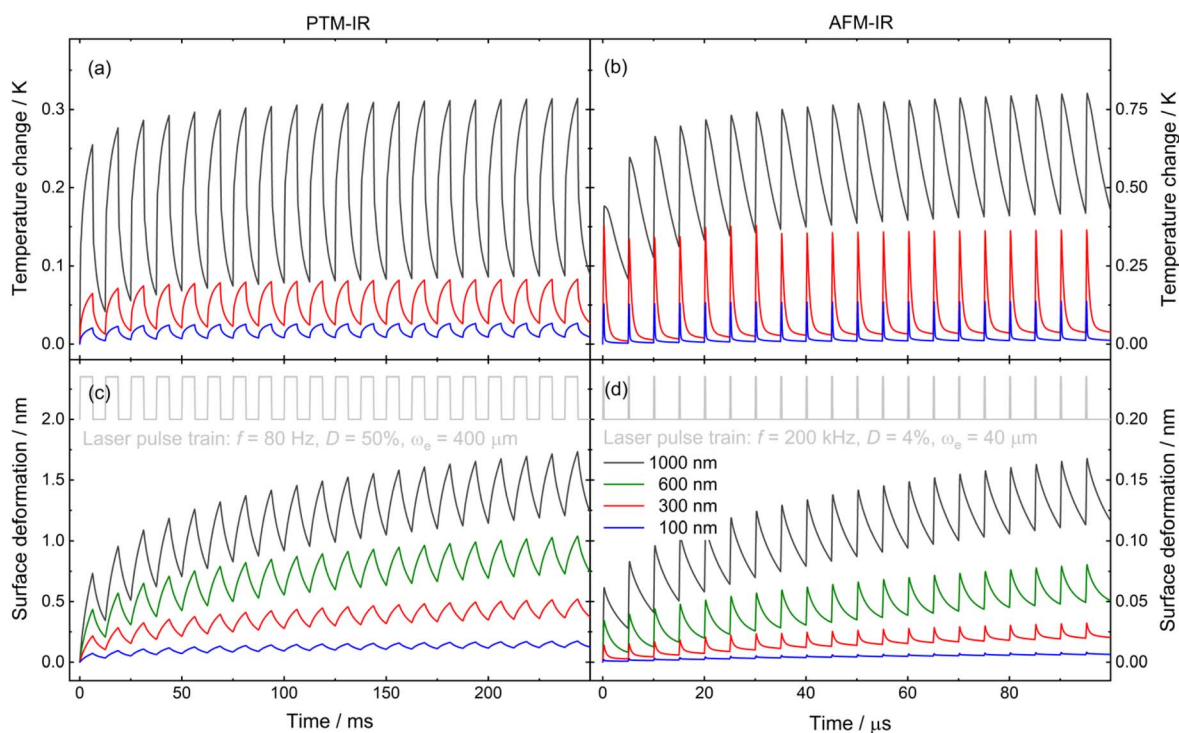 PTM-IR
AFM-IR
(a)
(b)
Temperature change / K
0.3
0.2
0.1
0.0
0.75
0.50
0.25
0.00
Temperature change / K
(c)
(d)
Laser pulse train: f = 80 Hz, D = 50%, ωe = 400 μm
Laser pulse train: f = 200 kHz, D = 4%, ωe = 40 μm
1000 nm
600 nm
300 nm
100 nm
Surface deformation / nm
2.0
1.5
1.0
0.5
0.0
0.20
0.15
0.10
0.05
0.00
Surface deformation / nm
0 50 100 150 200
0 20 40 60 80
Time / ms
Time / μs